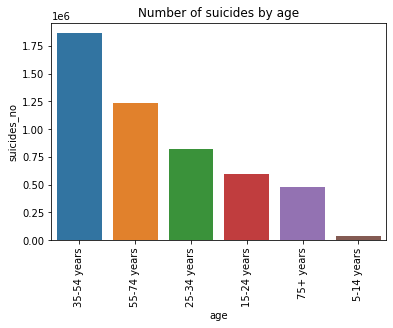 Number of suicides by age
1e6
1.75
1.50
1.25
1.00
0.75
0.50
0.25
0.00
suicides_no
35-54 years
55-74 years
25-34 years
15-24 years
75+ years
5-14 years
age